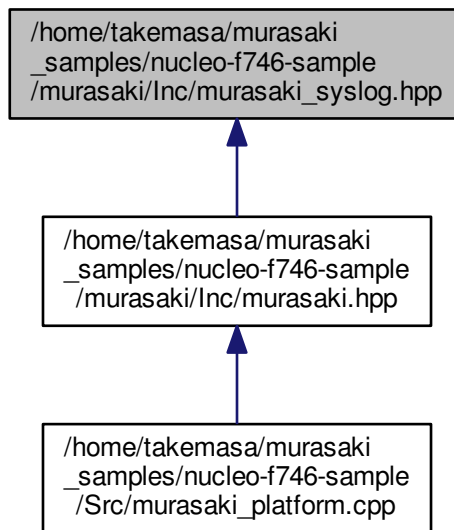 /home/takemasa/murasaki
_samples/nucleo-f746-sample
/murasaki/Inc/murasaki_syslog.hpp
/home/takemasa/murasaki
_samples/nucleo-f746-sample
/murasaki/Inc/murasaki.hpp
/home/takemasa/murasaki
_samples/nucleo-f746-sample
/Src/murasaki_platform.cpp